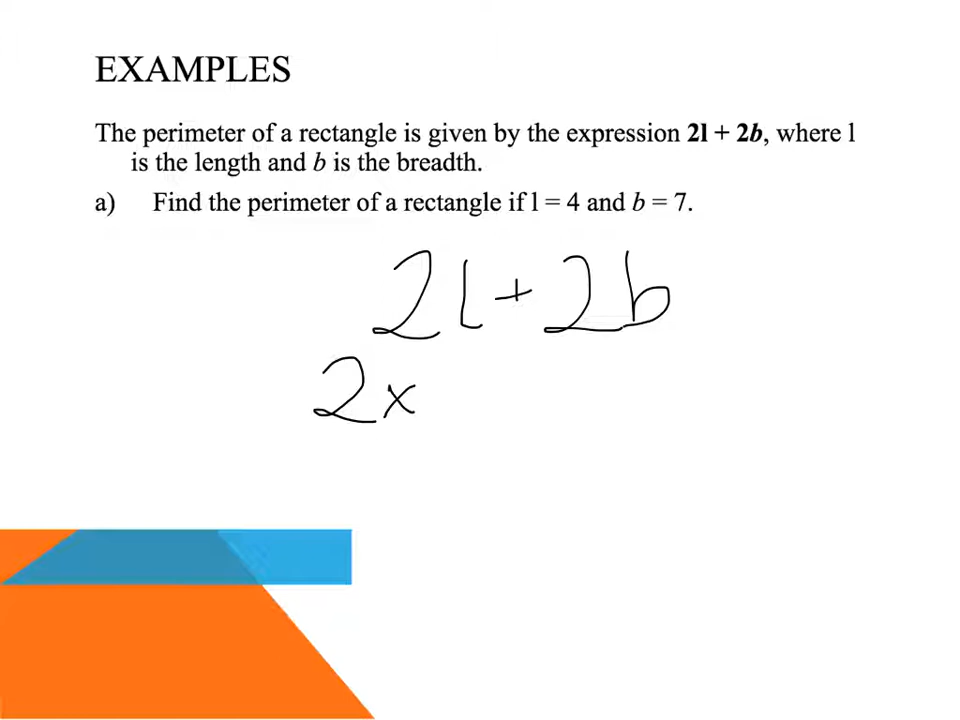 EXAMPLES
The perimeter of a rectangle is given by the expression 2l + 2b, where l
is the length and b is the breadth.
a) Find the perimeter of a rectangle if l = 4 and b = 7.
2l + 2b
2x